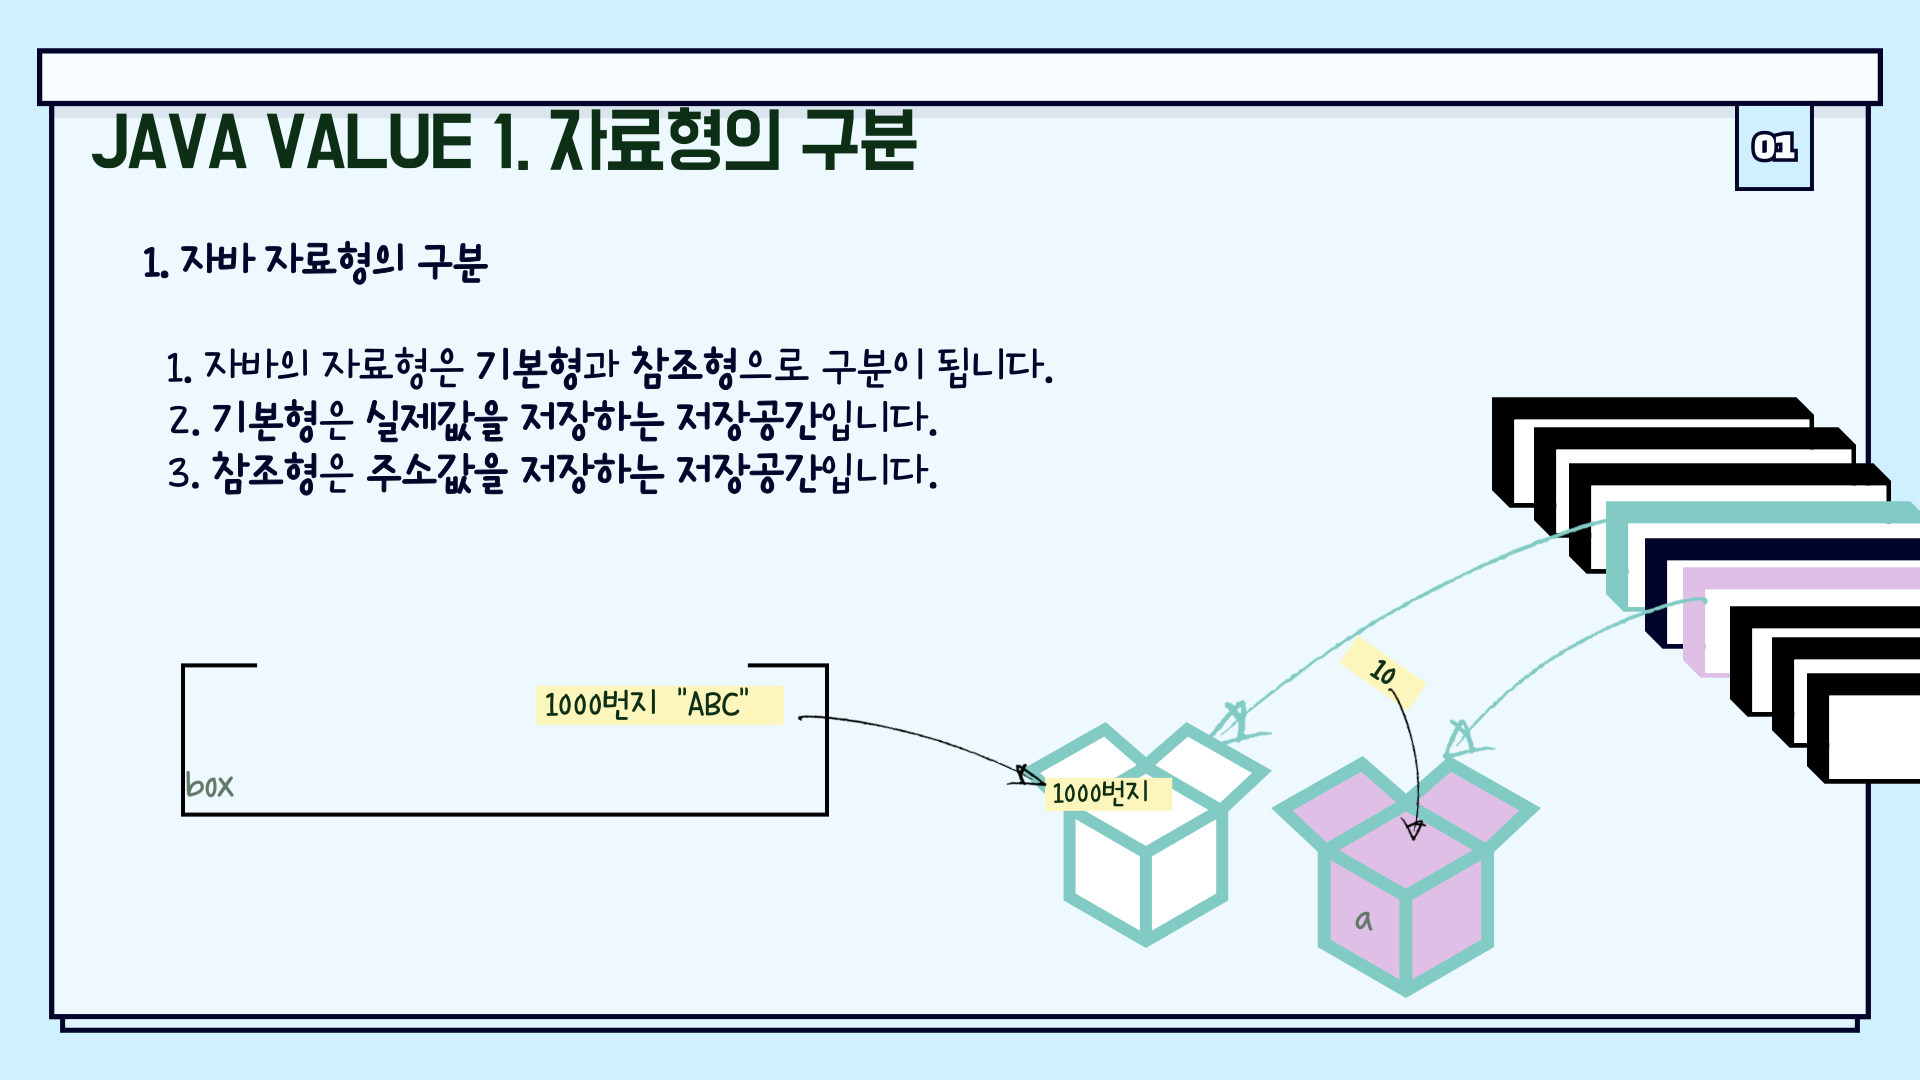 JAVA VALUE 1. 자료형의 구분
01
1. 자바 자료형의 구분
1. 자바의 자료형은 기본형과 참조형으로 구분이 됩니다.
2. 기본형은 실제값을 저장하는 저장공간입니다.
3. 참조형은 주소값을 저장하는 저장공간입니다.
10
1000번지 "ABC"
box
1000번지
a